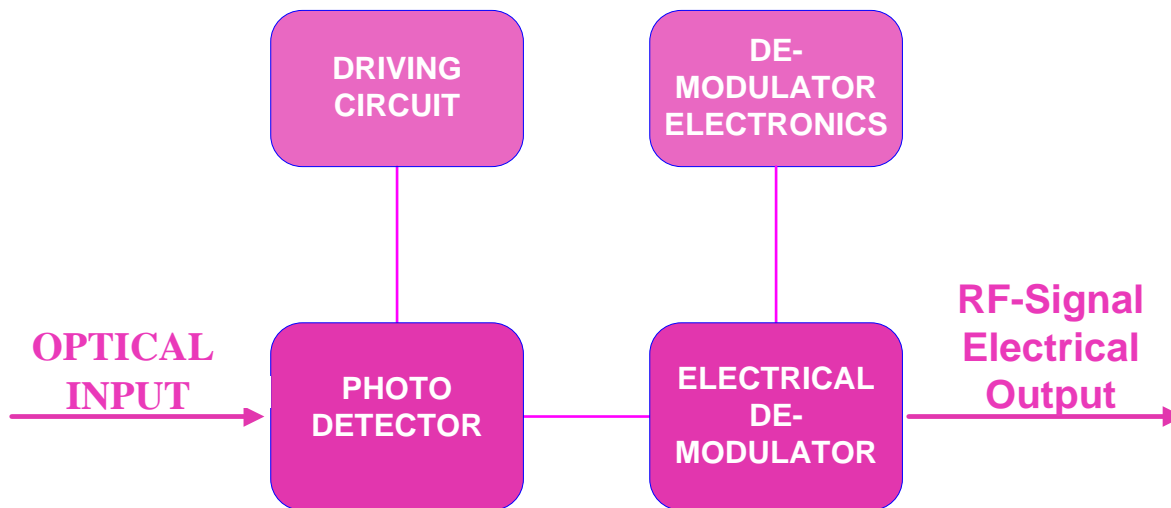 DRIVING
CIRCUIT
DE-
MODULATOR
ELECTRONICS
OPTICAL
INPUT
PHOTO
DETECTOR
ELECTRICAL
DE-
MODULATOR
RF-Signal
Electrical
Output